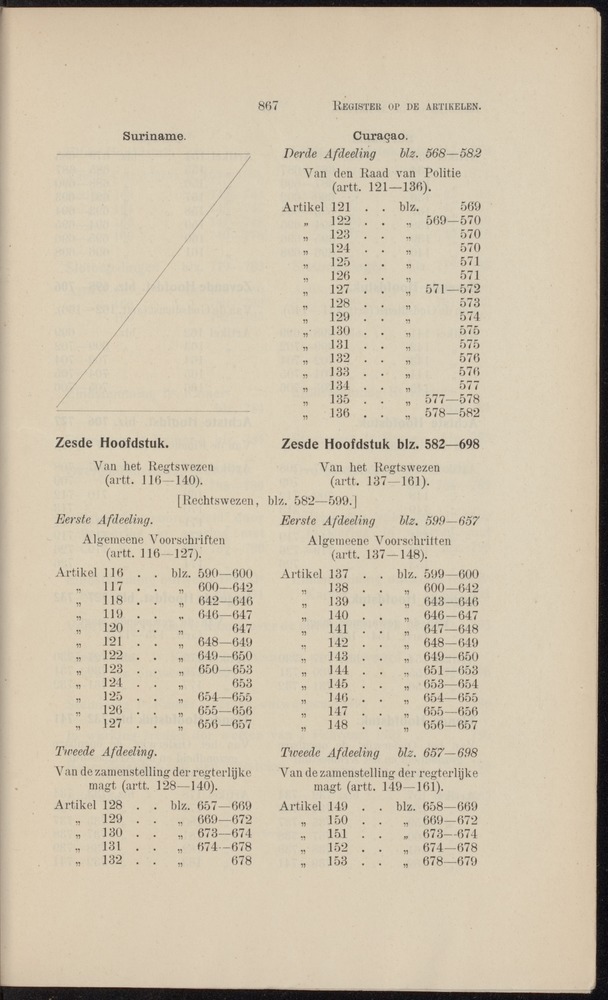 867 REGISTER OP DE ARTIKELEN.
Suriname.
Curaçao.
Derde Afdeeling blz. 568—582
Van den Raad van Politie
(artt. 121—136).
Artikel 121 . . blz. 569
„ 122 . . „ 569—570
„ 123 . . „ 570
„ 124 . . „ 570
„ 125 . . „ 571
„ 126 . . „ 571
„ 127 . . „ 571—572
„ 128 . . „ 573
„ 129 . . „ 574
„ 130 . . „ 575
„ 131 . . „ 575
„ 132 . . „ 576
„ 133 . . „ 576
„ 134 . . „ 577
„ 135 . . „ 577—578
„ 136 . . „ 578—582
Zesde Hoofdstuk.
Van het Regtswezen
(artt. 116—140).
Zesde Hoofdstuk blz. 582—698
Van het Regtswezen
(artt. 137—161).
[Rechtswezen, blz. 582—599.]
Eerste Afdeeling.
Algemeene Voorschriften
(artt. 116—127).
Artikel 116 . . blz. 590—600
„ 117 . . „ 600—642
„ 118 . . „ 642—646
„ 119 . . „ 646—647
„ 120 . . „ 647
„ 121 . . „ 648—649
„ 122 . . „ 649—650
„ 123 . . „ 650—653
„ 124 . . „ 653
„ 125 . . „ 654—655
„ 126 . . „ 655—656
„ 127 . . „ 656—657
Eerste Afdeeling blz. 599—657
Algemeene Voorschriften
(artt. 137—148).
Artikel 137 . . blz. 599—600
„ 138 . . „ 600—642
„ 139 . . „ 643—646
„ 140 . . „ 646—647
„ 141 . . „ 647—648
„ 142 . . „ 648—649
„ 143 . . „ 649—650
„ 144 . . „ 651—653
„ 145 . . „ 653—654
„ 146 . . „ 654—655
„ 147 . . „ 655—656
„ 148 . . „ 656—657
Tweede Afdeeling.
Van de zamenstelling der regterlijke
magt (artt. 128—140).
Artikel 128 . . blz. 657—669
„ 129 . . „ 669—672
„ 130 . . „ 673—674
„ 131 . . „ 674—678
„ 132 . . „ 678
Tweede Afdeeling blz. 657—698
Van de zamenstelling der regterlijke
magt (artt. 149—161).
Artikel 149 . . blz. 658—669
„ 150 . . „ 669—672
„ 151 . . „ 673—674
„ 152 . . „ 674—678
„ 153 . . „ 678—679